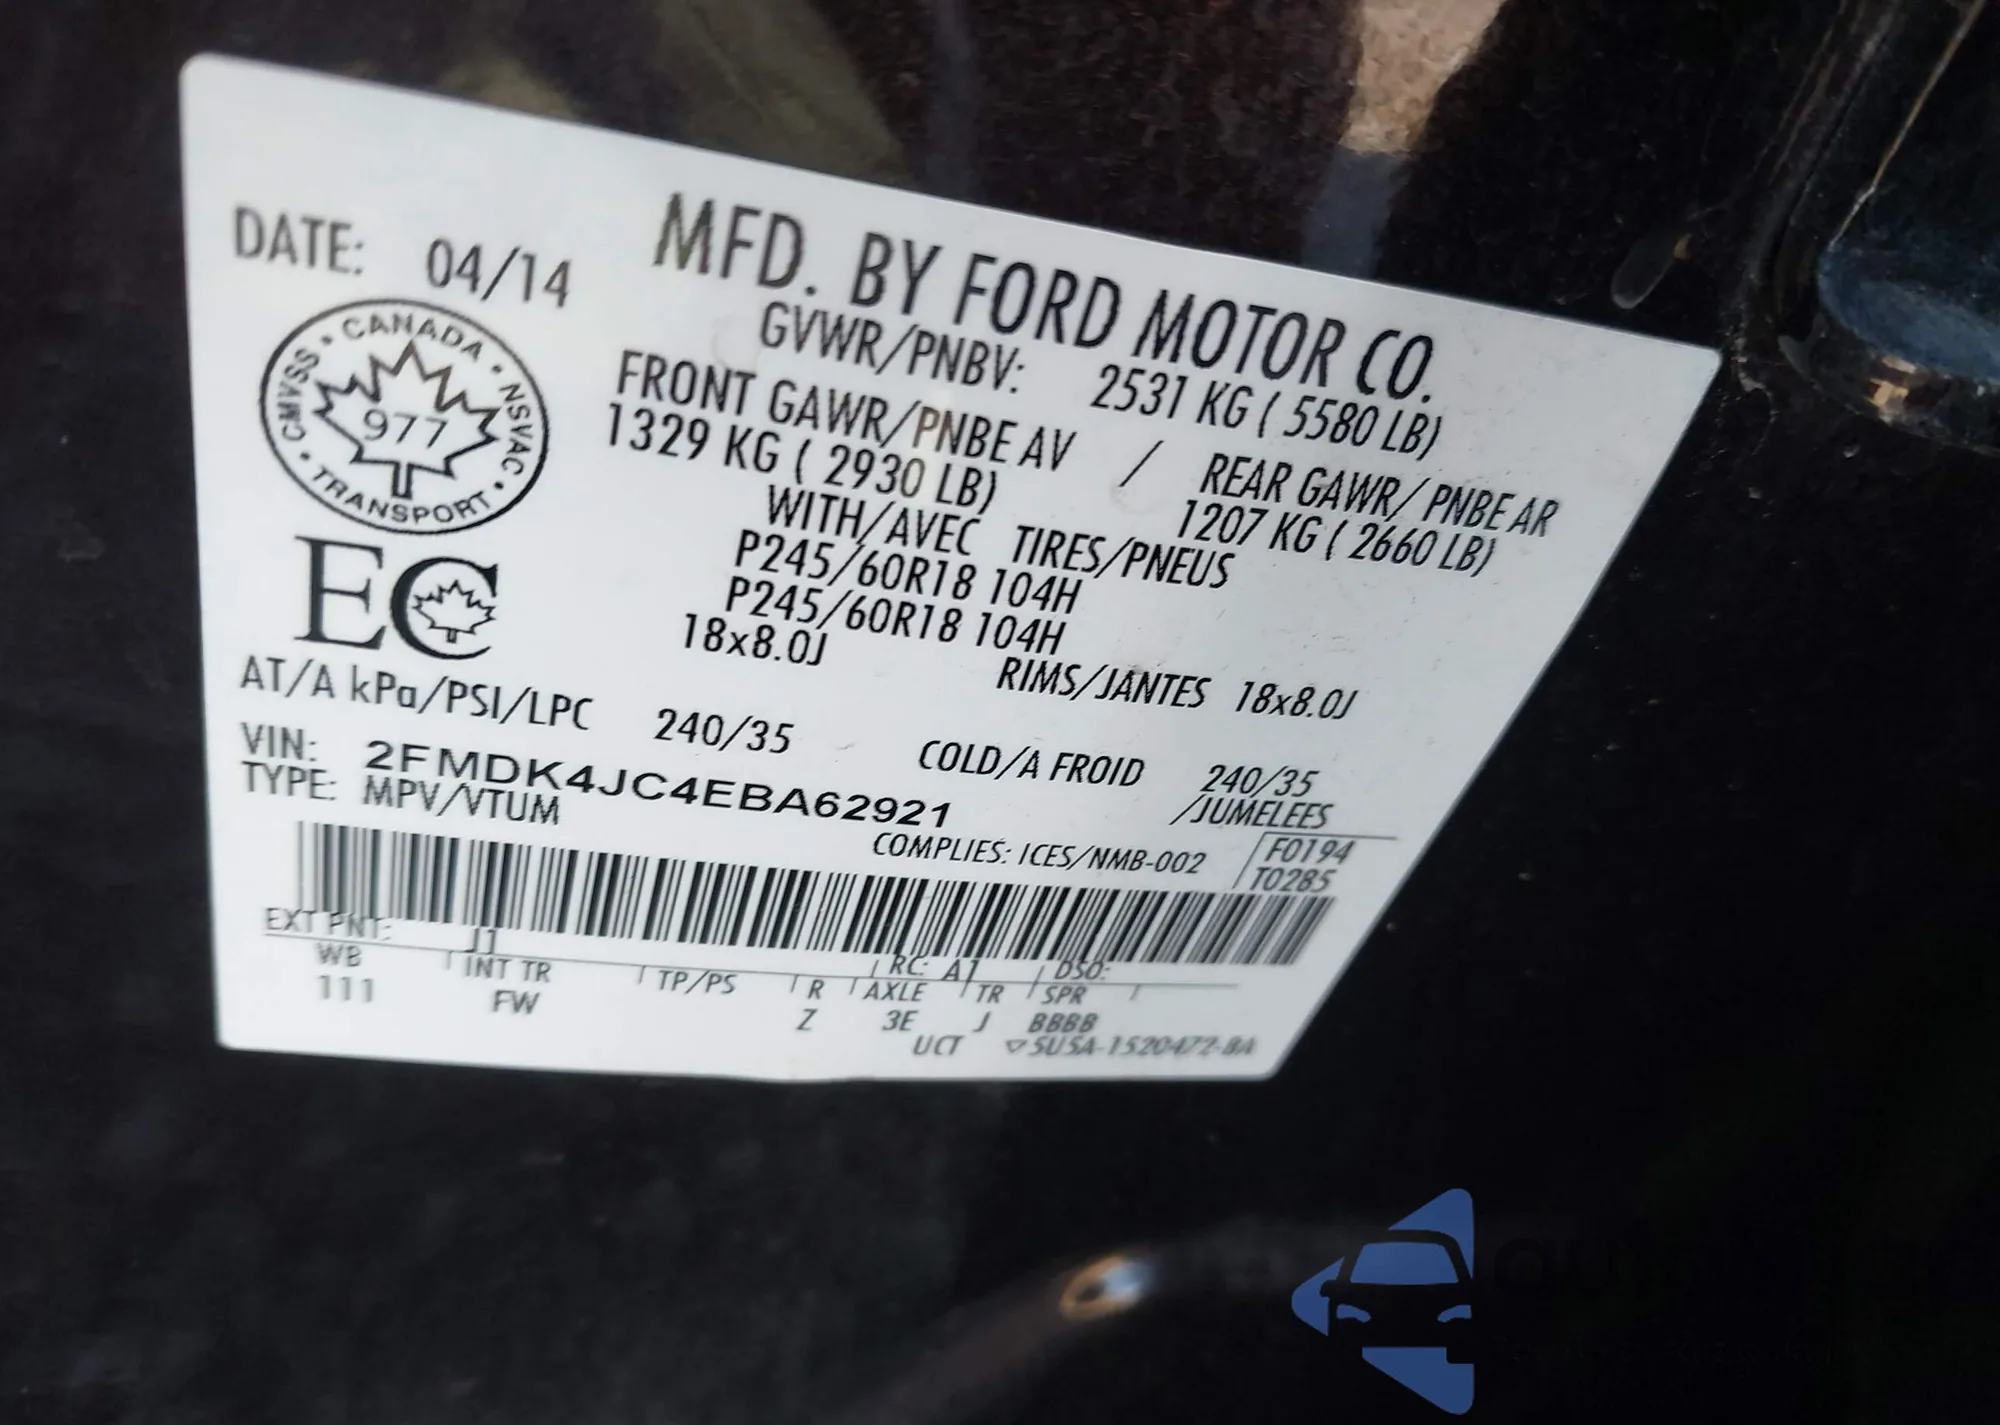 MFD. BY FORD MOTOR CO.
DATE: 04/14
GVWR/PNBV: 2531 KG ( 5580 LB)
FRONT GAWR/PNBE AV / REAR GAWR/ PNBE AR
1329 KG ( 2930 LB) 1207 KG ( 2660 LB)
WITH/AVEC TIRES/PNEUS
P245/60R18 104H
P245/60R18 104H
18x8.0J RIMS/JANTES 18x8.0J
CANADA • NSVAC • TRANSPORT • CMVSS •
977
EC
AT/A kPa/PSI/LPC 240/35 COLD/A FROID 240/35
VIN: 2FMDK4JC4EBA62921 /JUMELEES
TYPE: MPV/VTUM
COMPLIES: ICES/NMB-002 F0194
T0285
EXT PNT: J1 RC: A1 DSO:
WB INT TR TP/PS R AXLE TR SPR
111 FW Z 3E J BBBB
UCT ▽5U5A-1520472-BA